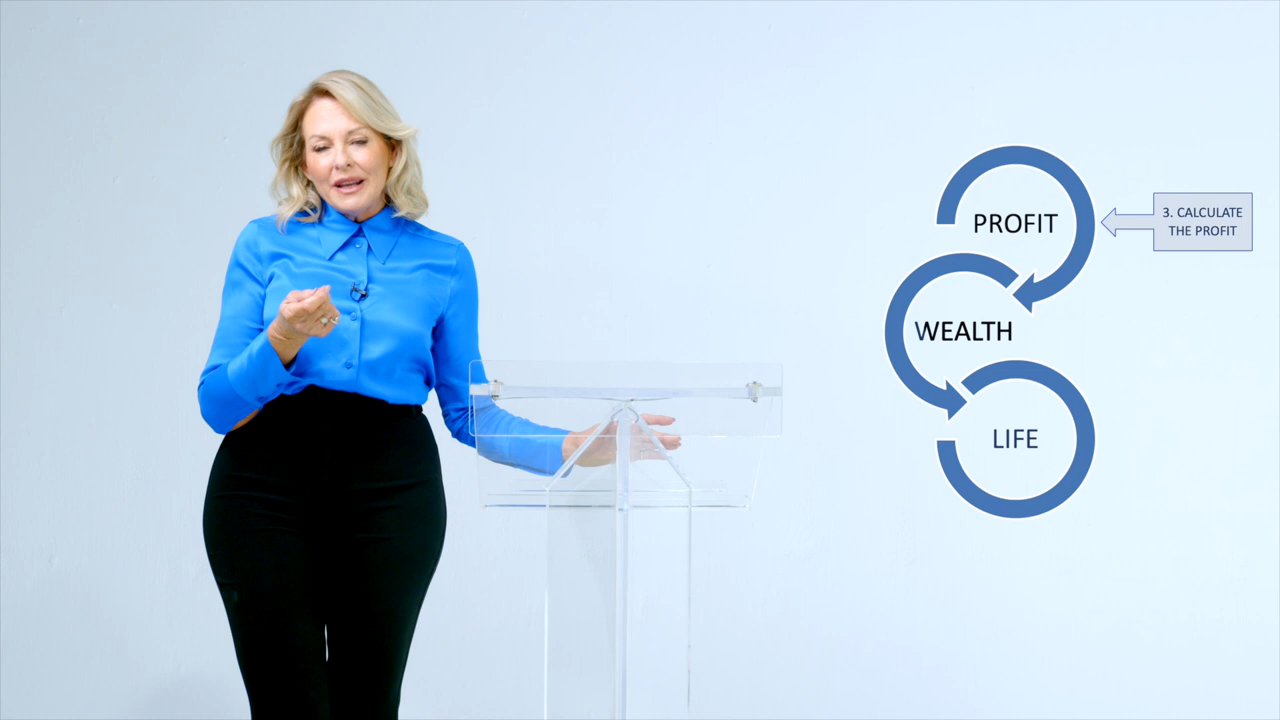 PROFIT
3. CALCULATE
THE PROFIT
WEALTH
LIFE